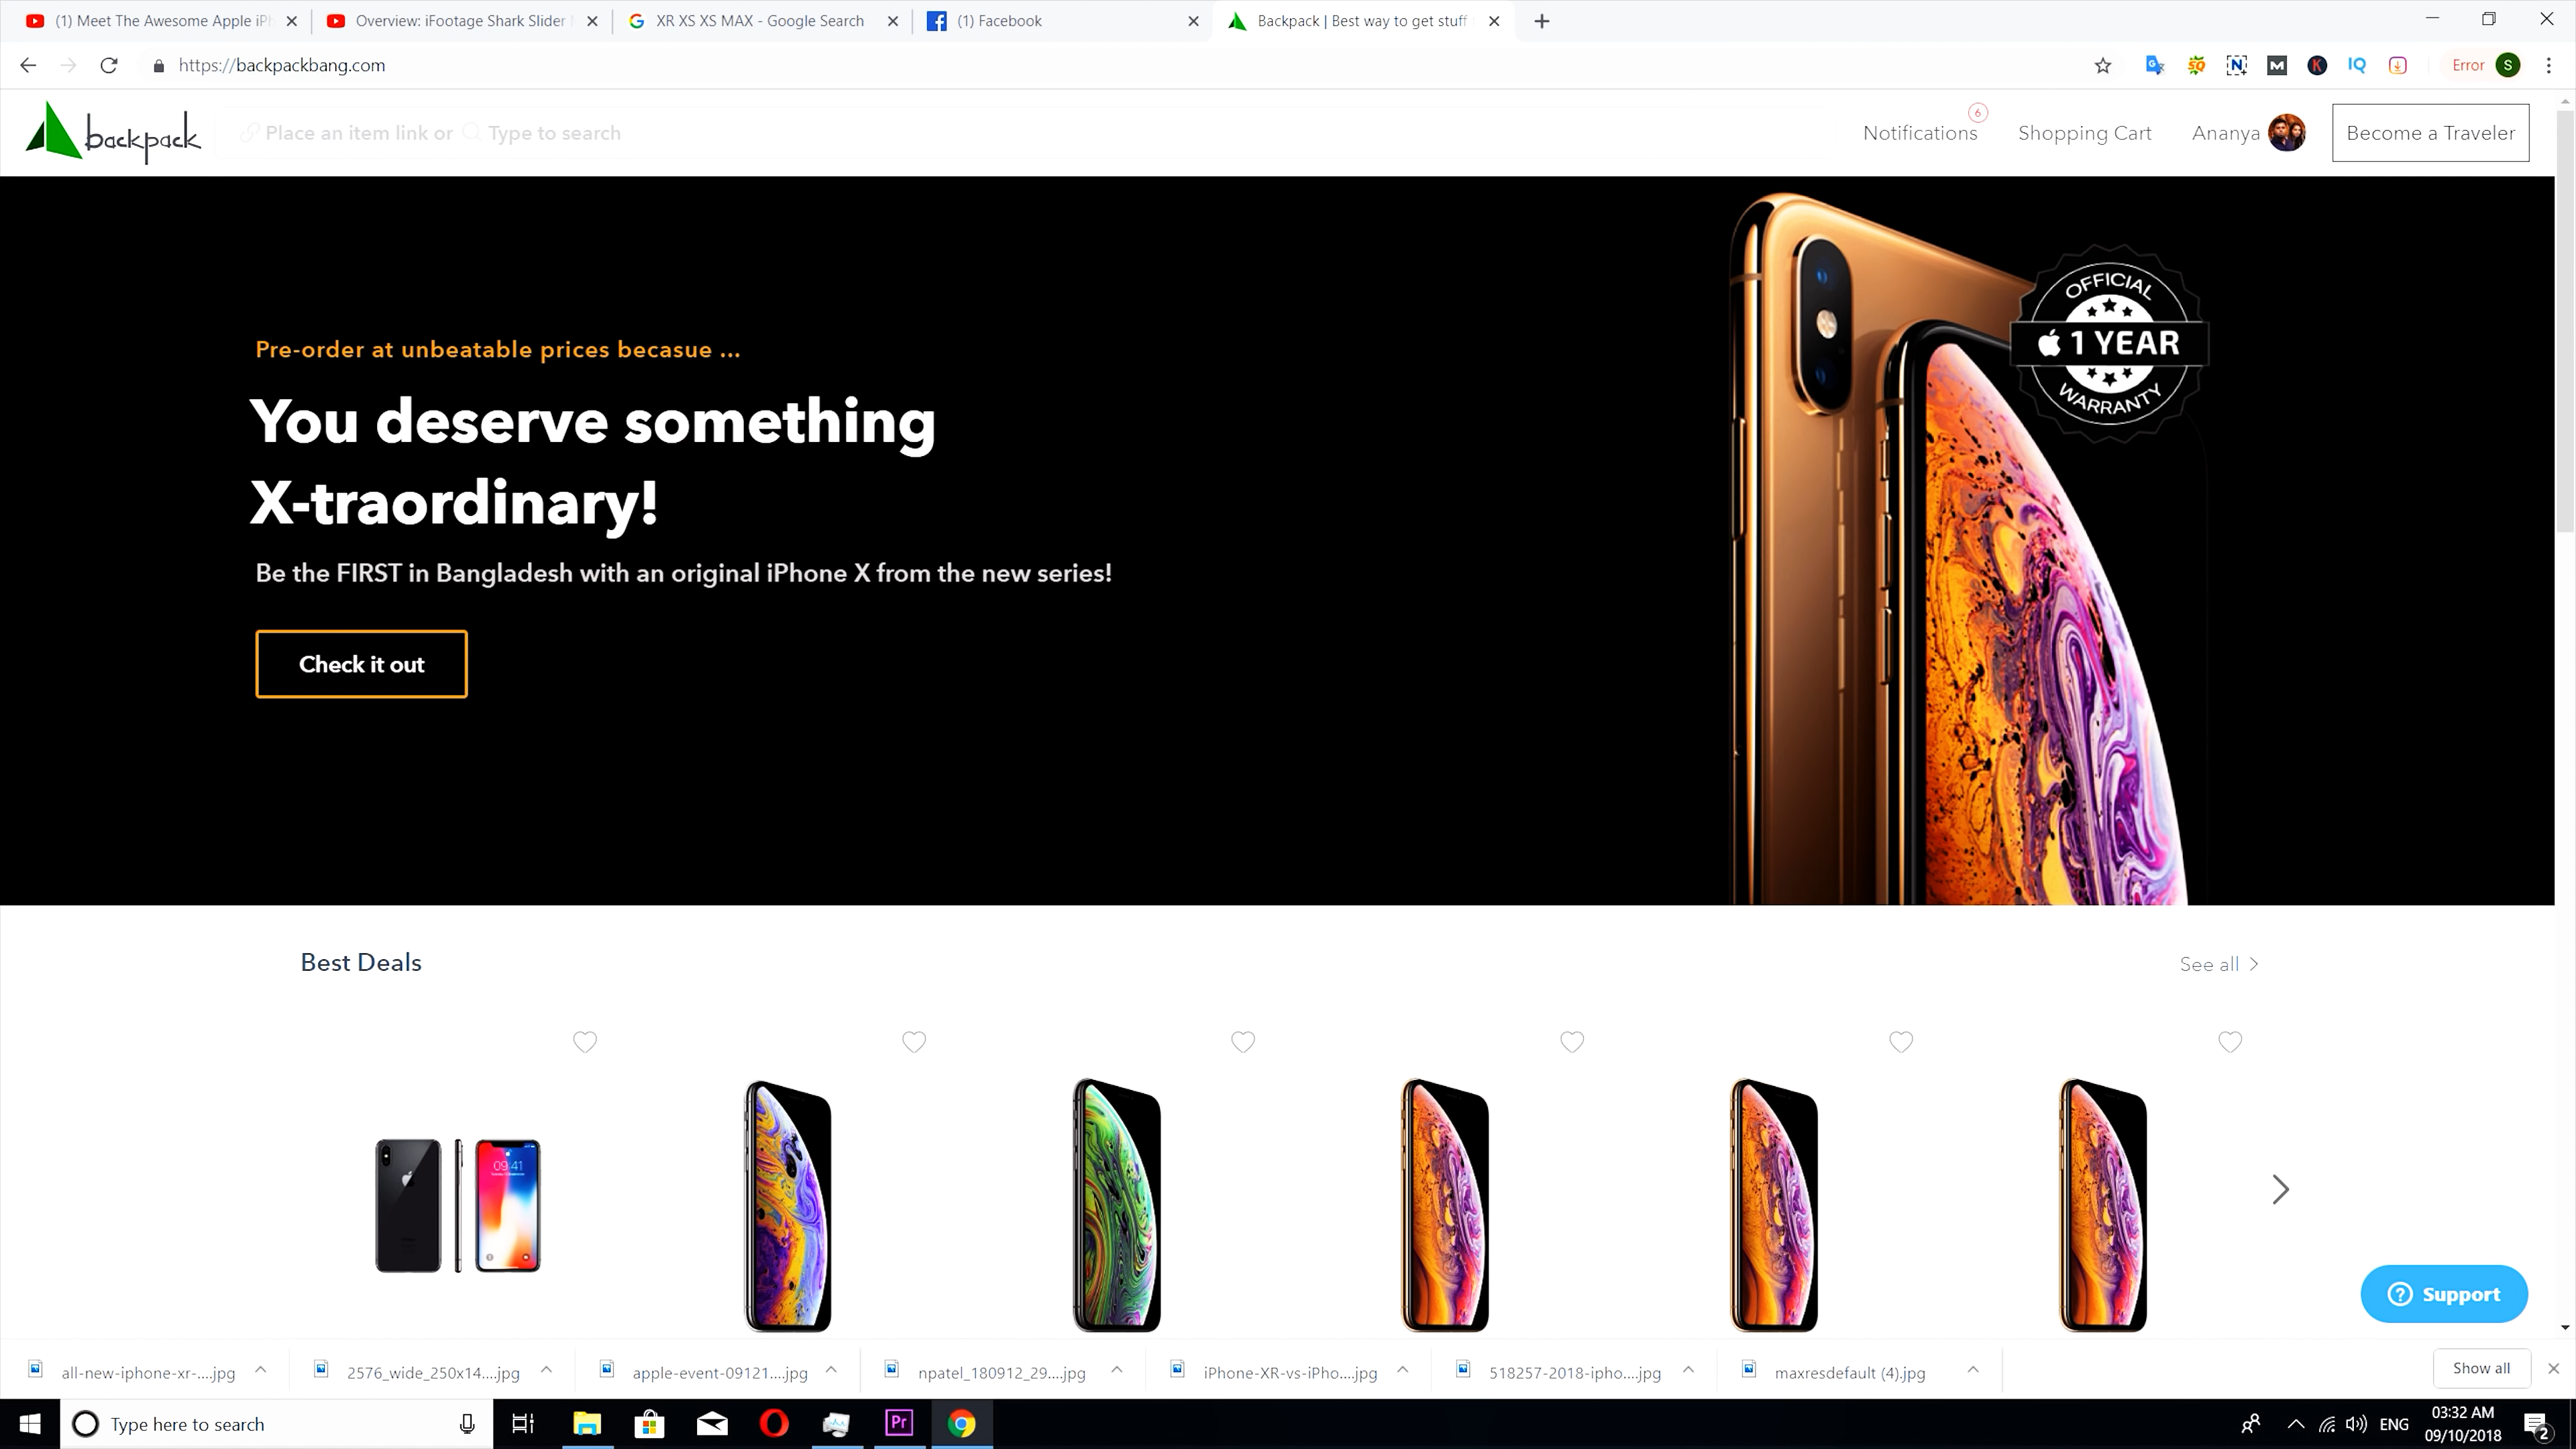 (1) Meet The Awesome Apple iPh
Overview: iFootage Shark Slider
XR XS XS MAX - Google Search
(1) Facebook
Backpack | Best way to get stuff
https://backpackbang.com
Error S
backpack
Place an item link or Type to search
Notifications 6
Shopping Cart
Ananya
Become a Traveler
Pre-order at unbeatable prices becasue ...
You deserve something
X-traordinary!
Be the FIRST in Bangladesh with an original iPhone X from the new series!
Check it out
OFFICIAL
1 YEAR
WARRANTY
Best Deals
See all
09:41
Support
all-new-iphone-xr-....jpg
2576_wide_250x14....jpg
apple-event-09121....jpg
npatel_180912_29....jpg
iPhone-XR-vs-iPho....jpg
518257-2018-ipho....jpg
maxresdefault (4).jpg
Show all
Type here to search
Pr
ENG
03:32 AM
09/10/2018
2